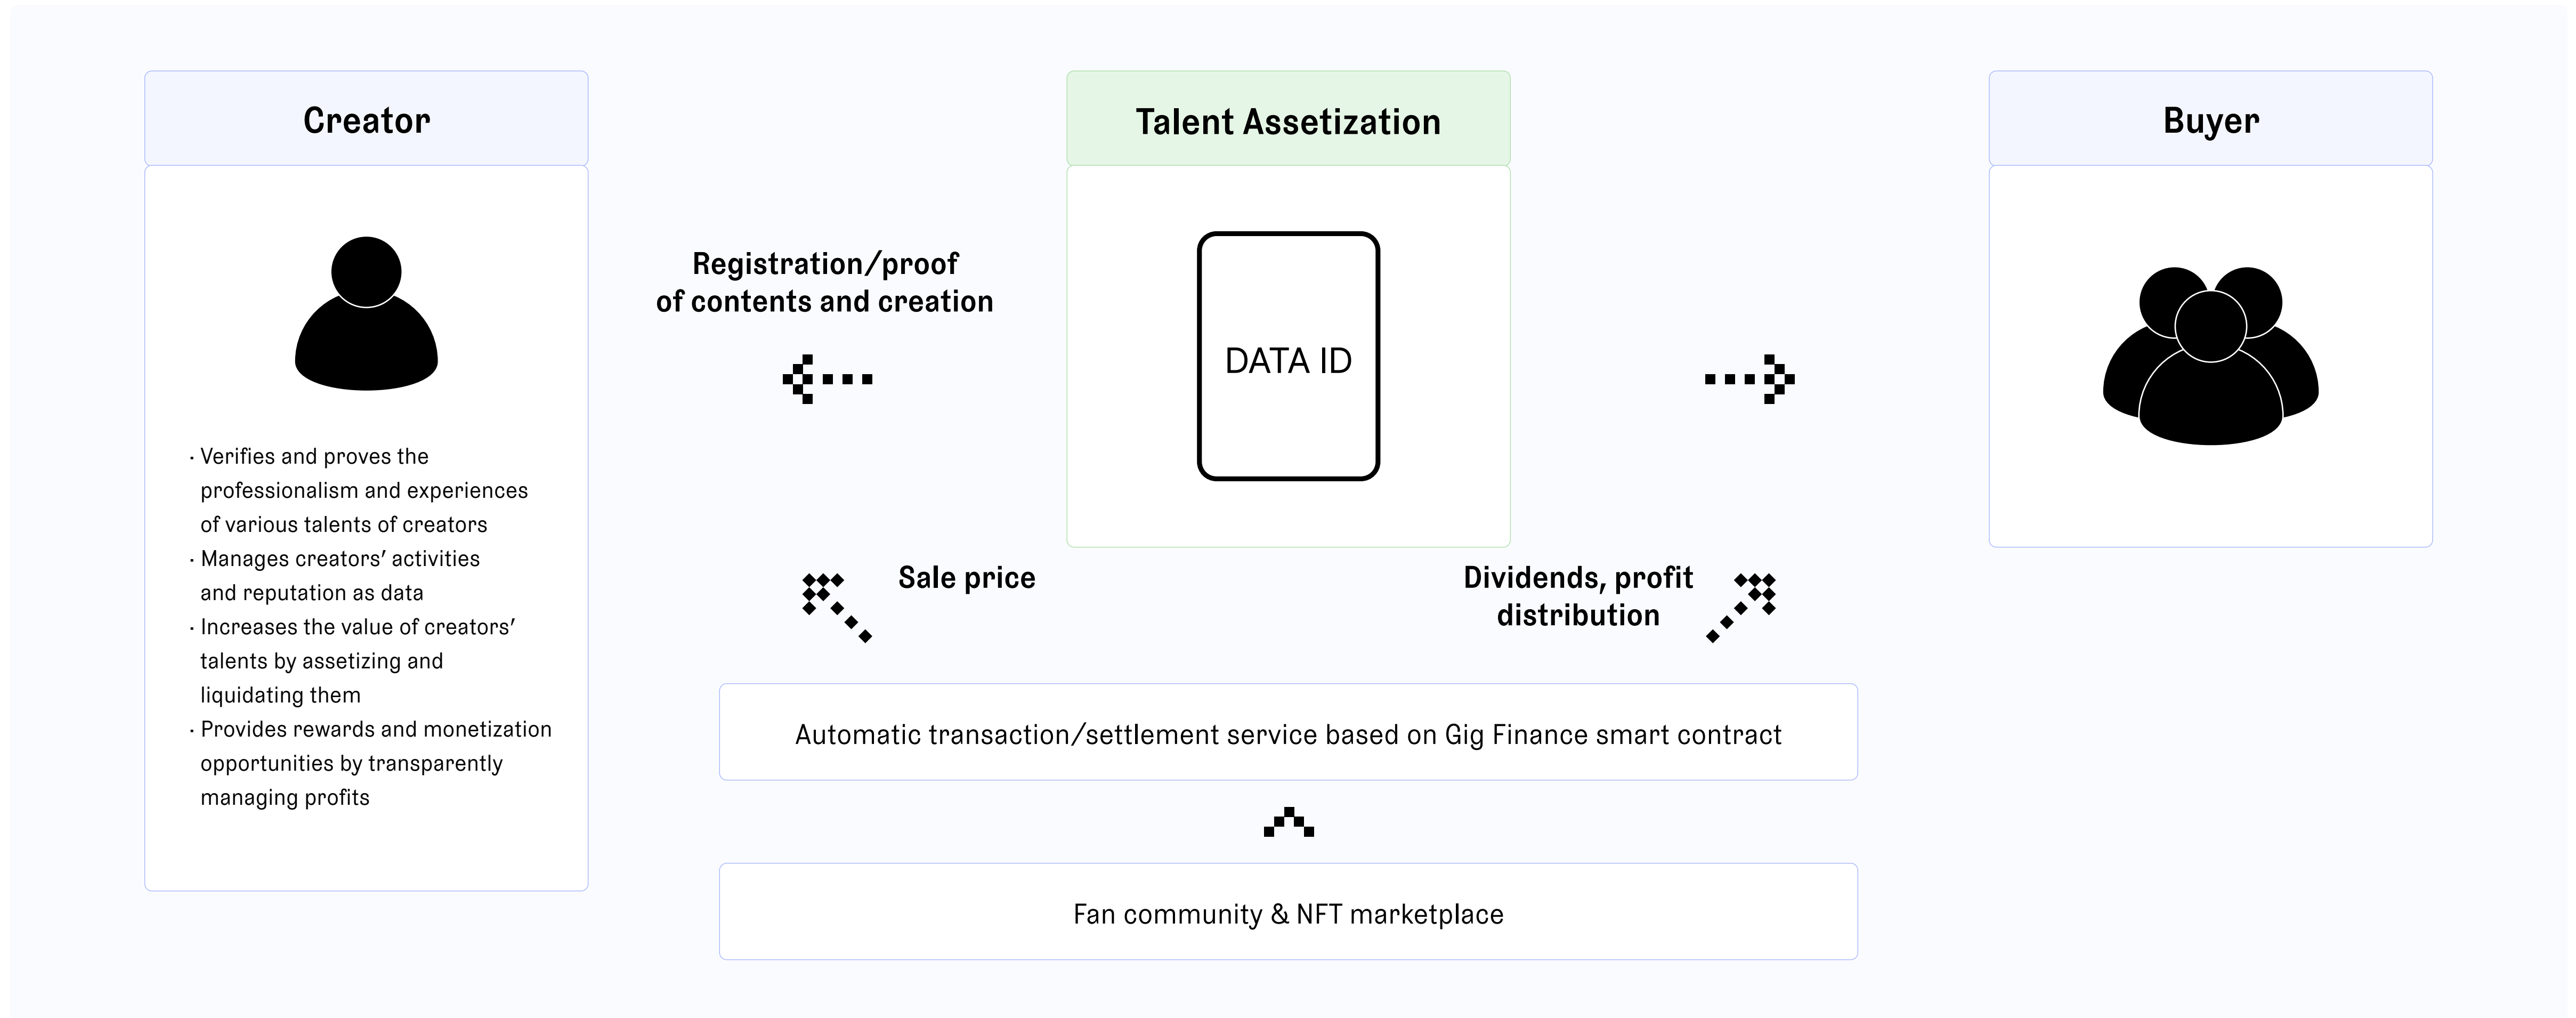 Creator
· Verifies and proves the
professionalism and experiences
of various talents of creators
· Manages creators’ activities
and reputation as data
· Increases the value of creators’
talents by assetizing and
liquidating them
· Provides rewards and monetization
opportunities by transparently
managing profits
Registration/proof
of contents and creation
Talent Assetization
DATA ID
Buyer
Sale price
Dividends, profit
distribution
Automatic transaction/settlement service based on Gig Finance smart contract
Fan community & NFT marketplace